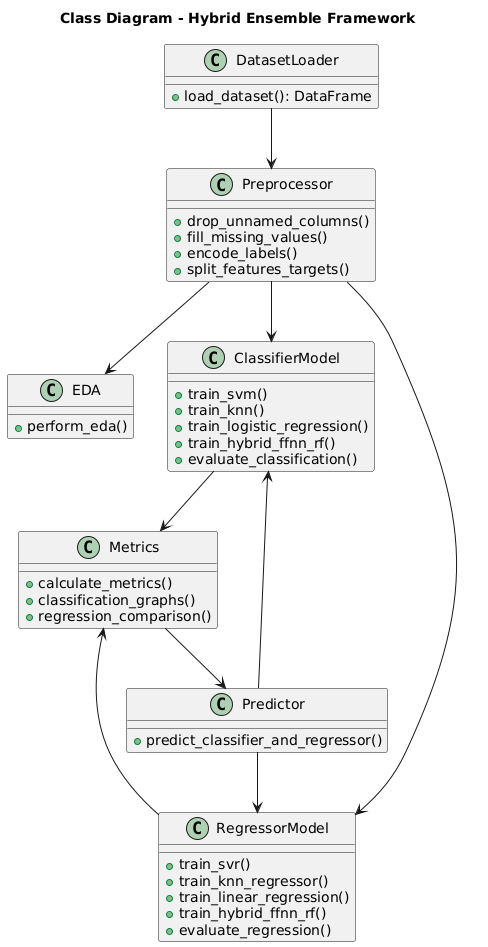 Class Diagram - Hybrid Ensemble Framework
C DatasetLoader
load_dataset(): DataFrame
C Preprocessor
drop_unnamed_columns()
fill_missing_values()
encode_labels()
split_features_targets()
C EDA
perform_eda()
C ClassifierModel
train_svm()
train_knn()
train_logistic_regression()
train_hybrid_ffnn_rf()
evaluate_classification()
C Metrics
calculate_metrics()
classification_graphs()
regression_comparison()
C Predictor
predict_classifier_and_regressor()
C RegressorModel
train_svr()
train_knn_regressor()
train_linear_regression()
train_hybrid_ffnn_rf()
evaluate_regression()